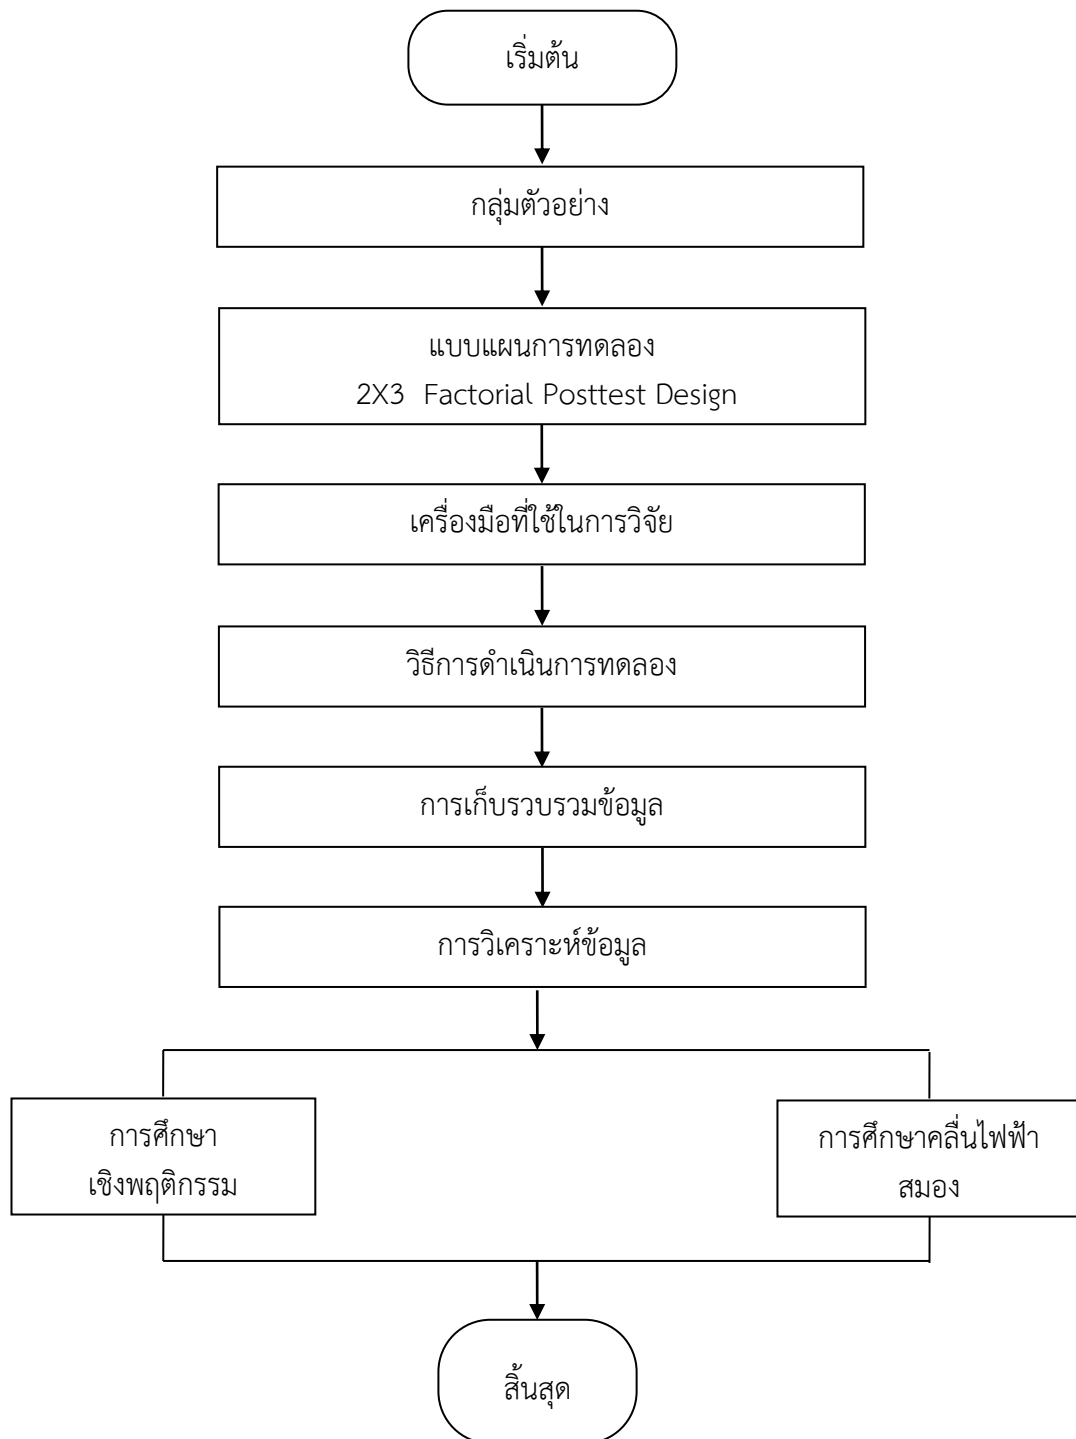 เริ่มต้น
กลุ่มตัวอย่าง
แบบแผนการทดลอง
2X3 Factorial Posttest Design
เครื่องมือที่ใช้ในการวิจัย
วิธีการดำเนินการทดลอง
การเก็บรวบรวมข้อมูล
การวิเคราะห์ข้อมูล
การศึกษา
เชิงพฤติกรรม
การศึกษาคลื่นไฟฟ้า
สมอง
สิ้นสุด